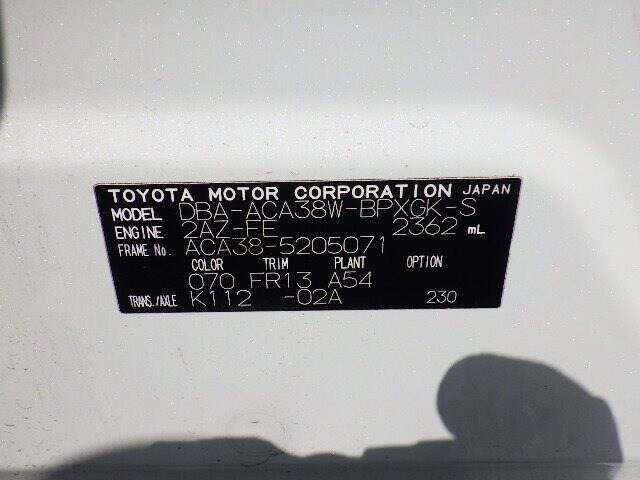 TOYOTA MOTOR CORPORATION JAPAN
MODEL DBA-ACA38W-BPXGK-S
ENGINE 2AZ-FE 2362 mL
FRAME No. ACA38-5205071
COLOR TRIM PLANT OPTION
070 FR13 A54
TRANS./AXLE K112 -02A 230